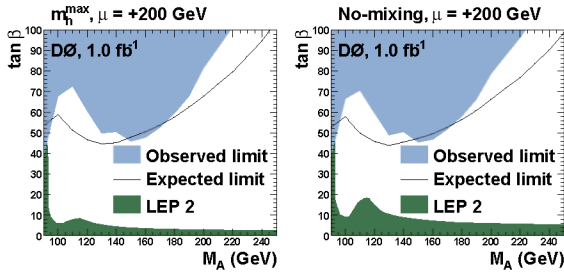 m_h^max, μ = +200 GeV
tan β
DØ, 1.0 fb⁻¹
100
90
80
70
60
50
40
30
20
10
0
Observed limit
Expected limit
LEP 2
100 120 140 160 180 200 220 240
M_A (GeV)
No-mixing, μ = +200 GeV
tan β
DØ, 1.0 fb⁻¹
100
90
80
70
60
50
40
30
20
10
0
Observed limit
Expected limit
LEP 2
100 120 140 160 180 200 220 240
M_A (GeV)